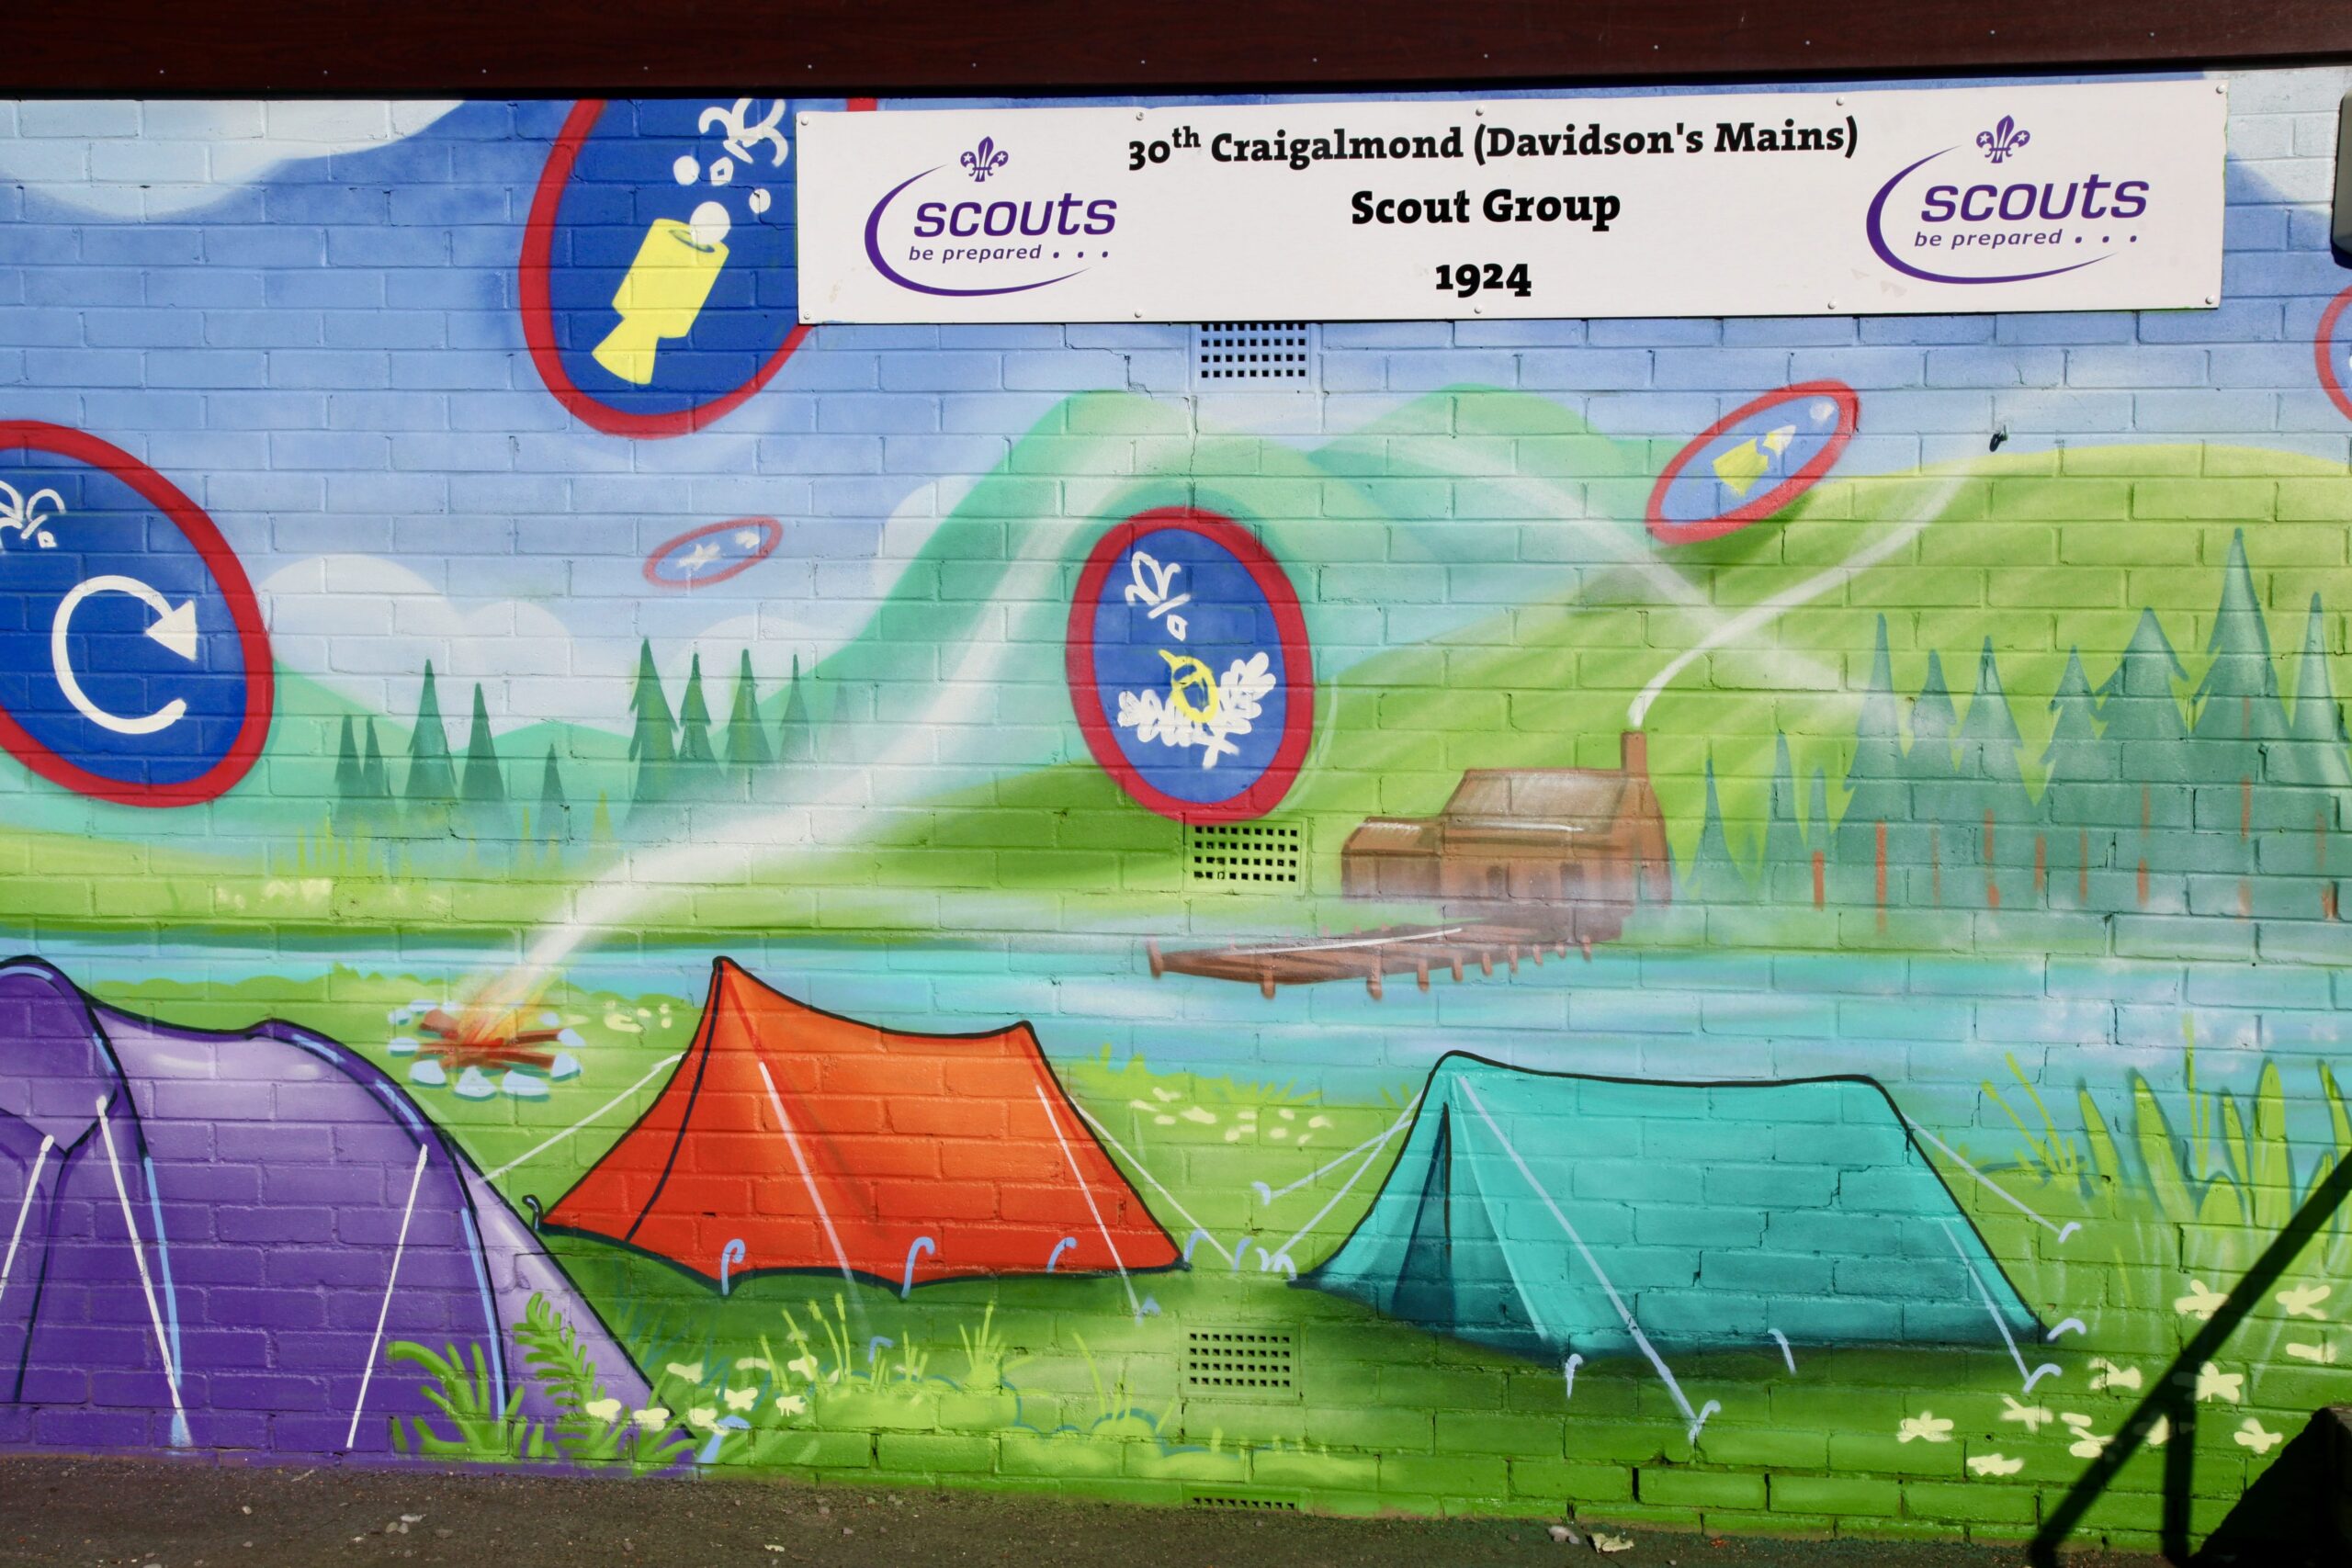 30th Craigalmond (Davidson's Mains)
Scout Group
1924
scouts
be prepared . . .
scouts
be prepared . . .